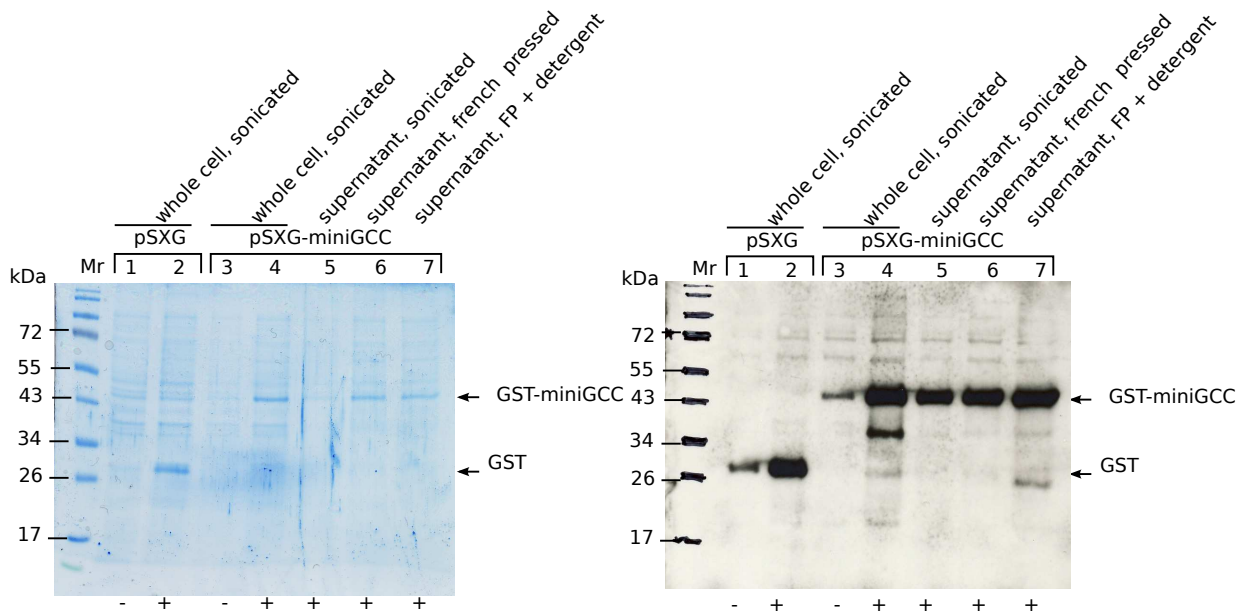 whole cell, sonicated
whole cell, sonicated
supernatant, sonicated
supernatant, french pressed
supernatant, FP + detergent
pSXG
pSXG-miniGCC
kDa
Mr 1 2 3 4 5 6 7
72
55
43
34
26
17
GST-miniGCC
GST
- + - + + + +
whole cell, sonicated
whole cell, sonicated
supernatant, sonicated
supernatant, french pressed
supernatant, FP + detergent
pSXG
pSXG-miniGCC
kDa
Mr 1 2 3 4 5 6 7
72
55
43
34
26
17
GST-miniGCC
GST
- + - + + + +